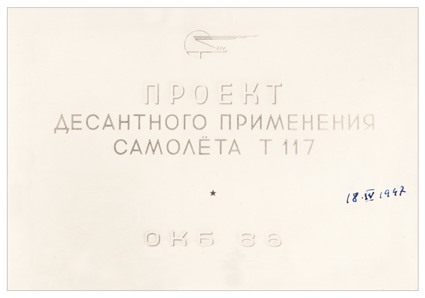 ПРОЕКТ
ДЕСАНТНОГО ПРИМЕНЕНИЯ
САМОЛЁТА Т 117
*
18.IV 1947
ОКБ 86